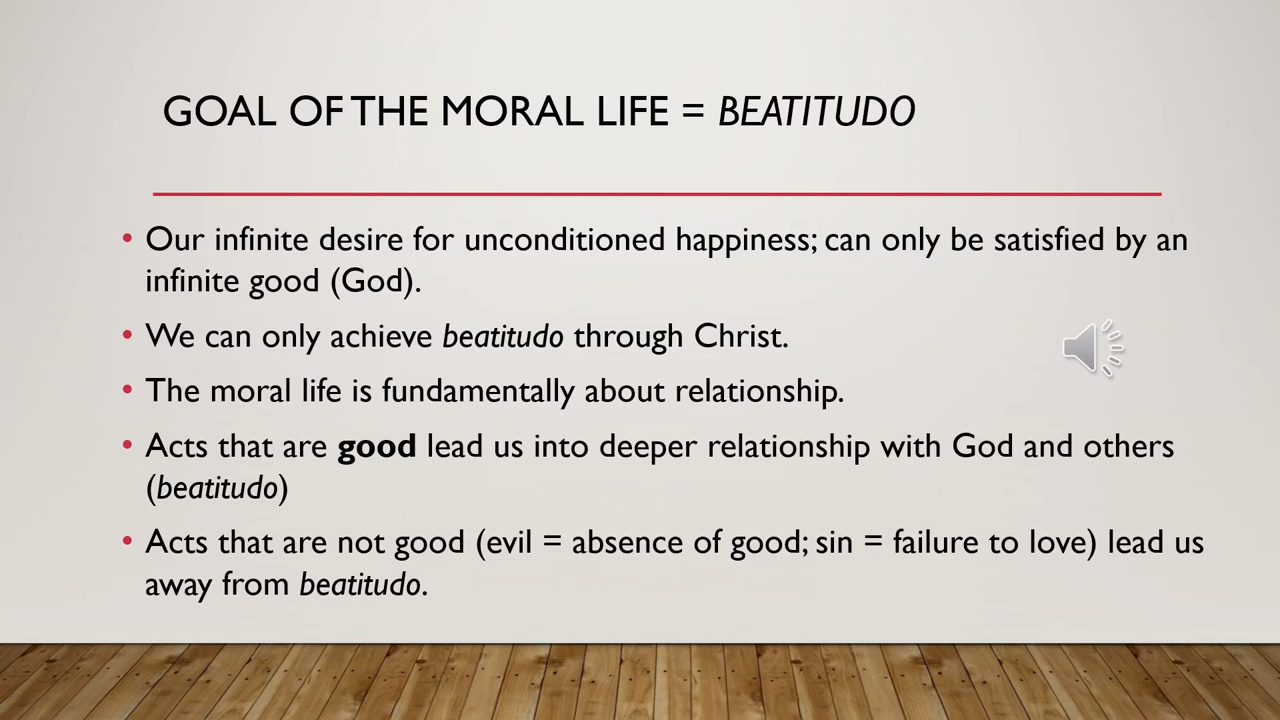 GOAL OF THE MORAL LIFE = BEATITUDO
• Our infinite desire for unconditioned happiness; can only be satisfied by an
infinite good (God).
• We can only achieve beatitudo through Christ.
• The moral life is fundamentally about relationship.
• Acts that are good lead us into deeper relationship with God and others
(beatitudo)
• Acts that are not good (evil = absence of good; sin = failure to love) lead us
away from beatitudo.